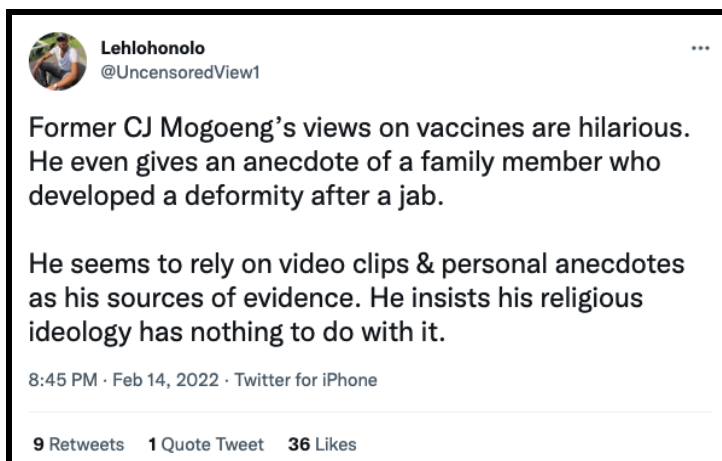 Lehlohonolo
@UncensoredView1
Former CJ Mogoeng’s views on vaccines are hilarious.
He even gives an anecdote of a family member who
developed a deformity after a jab.
He seems to rely on video clips & personal anecdotes
as his sources of evidence. He insists his religious
ideology has nothing to do with it.
8:45 PM · Feb 14, 2022 · Twitter for iPhone
9 Retweets 1 Quote Tweet 36 Likes